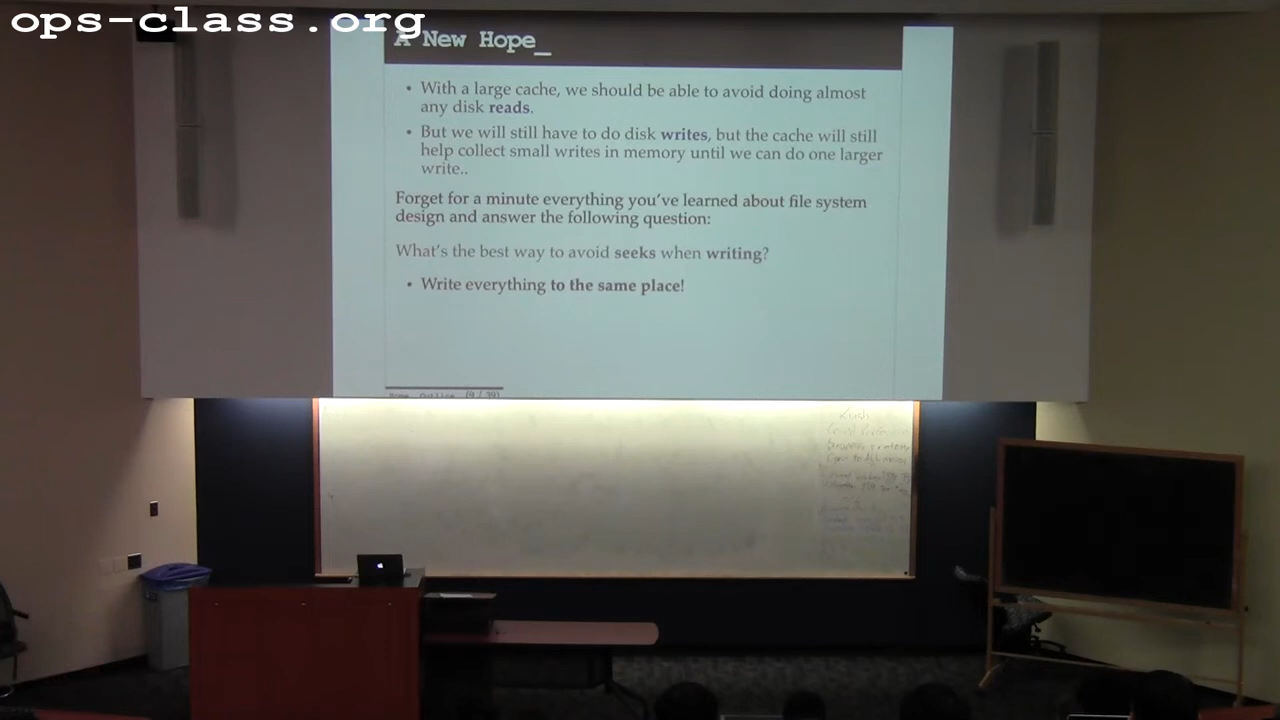 ops-class.org
A New Hope_
• With a large cache, we should be able to avoid doing almost
any disk reads.
• But we will still have to do disk writes, but the cache will still
help collect small writes in memory until we can do one larger
write..
Forget for a minute everything you've learned about file system
design and answer the following question:
What's the best way to avoid seeks when writing?
• Write everything to the same place!